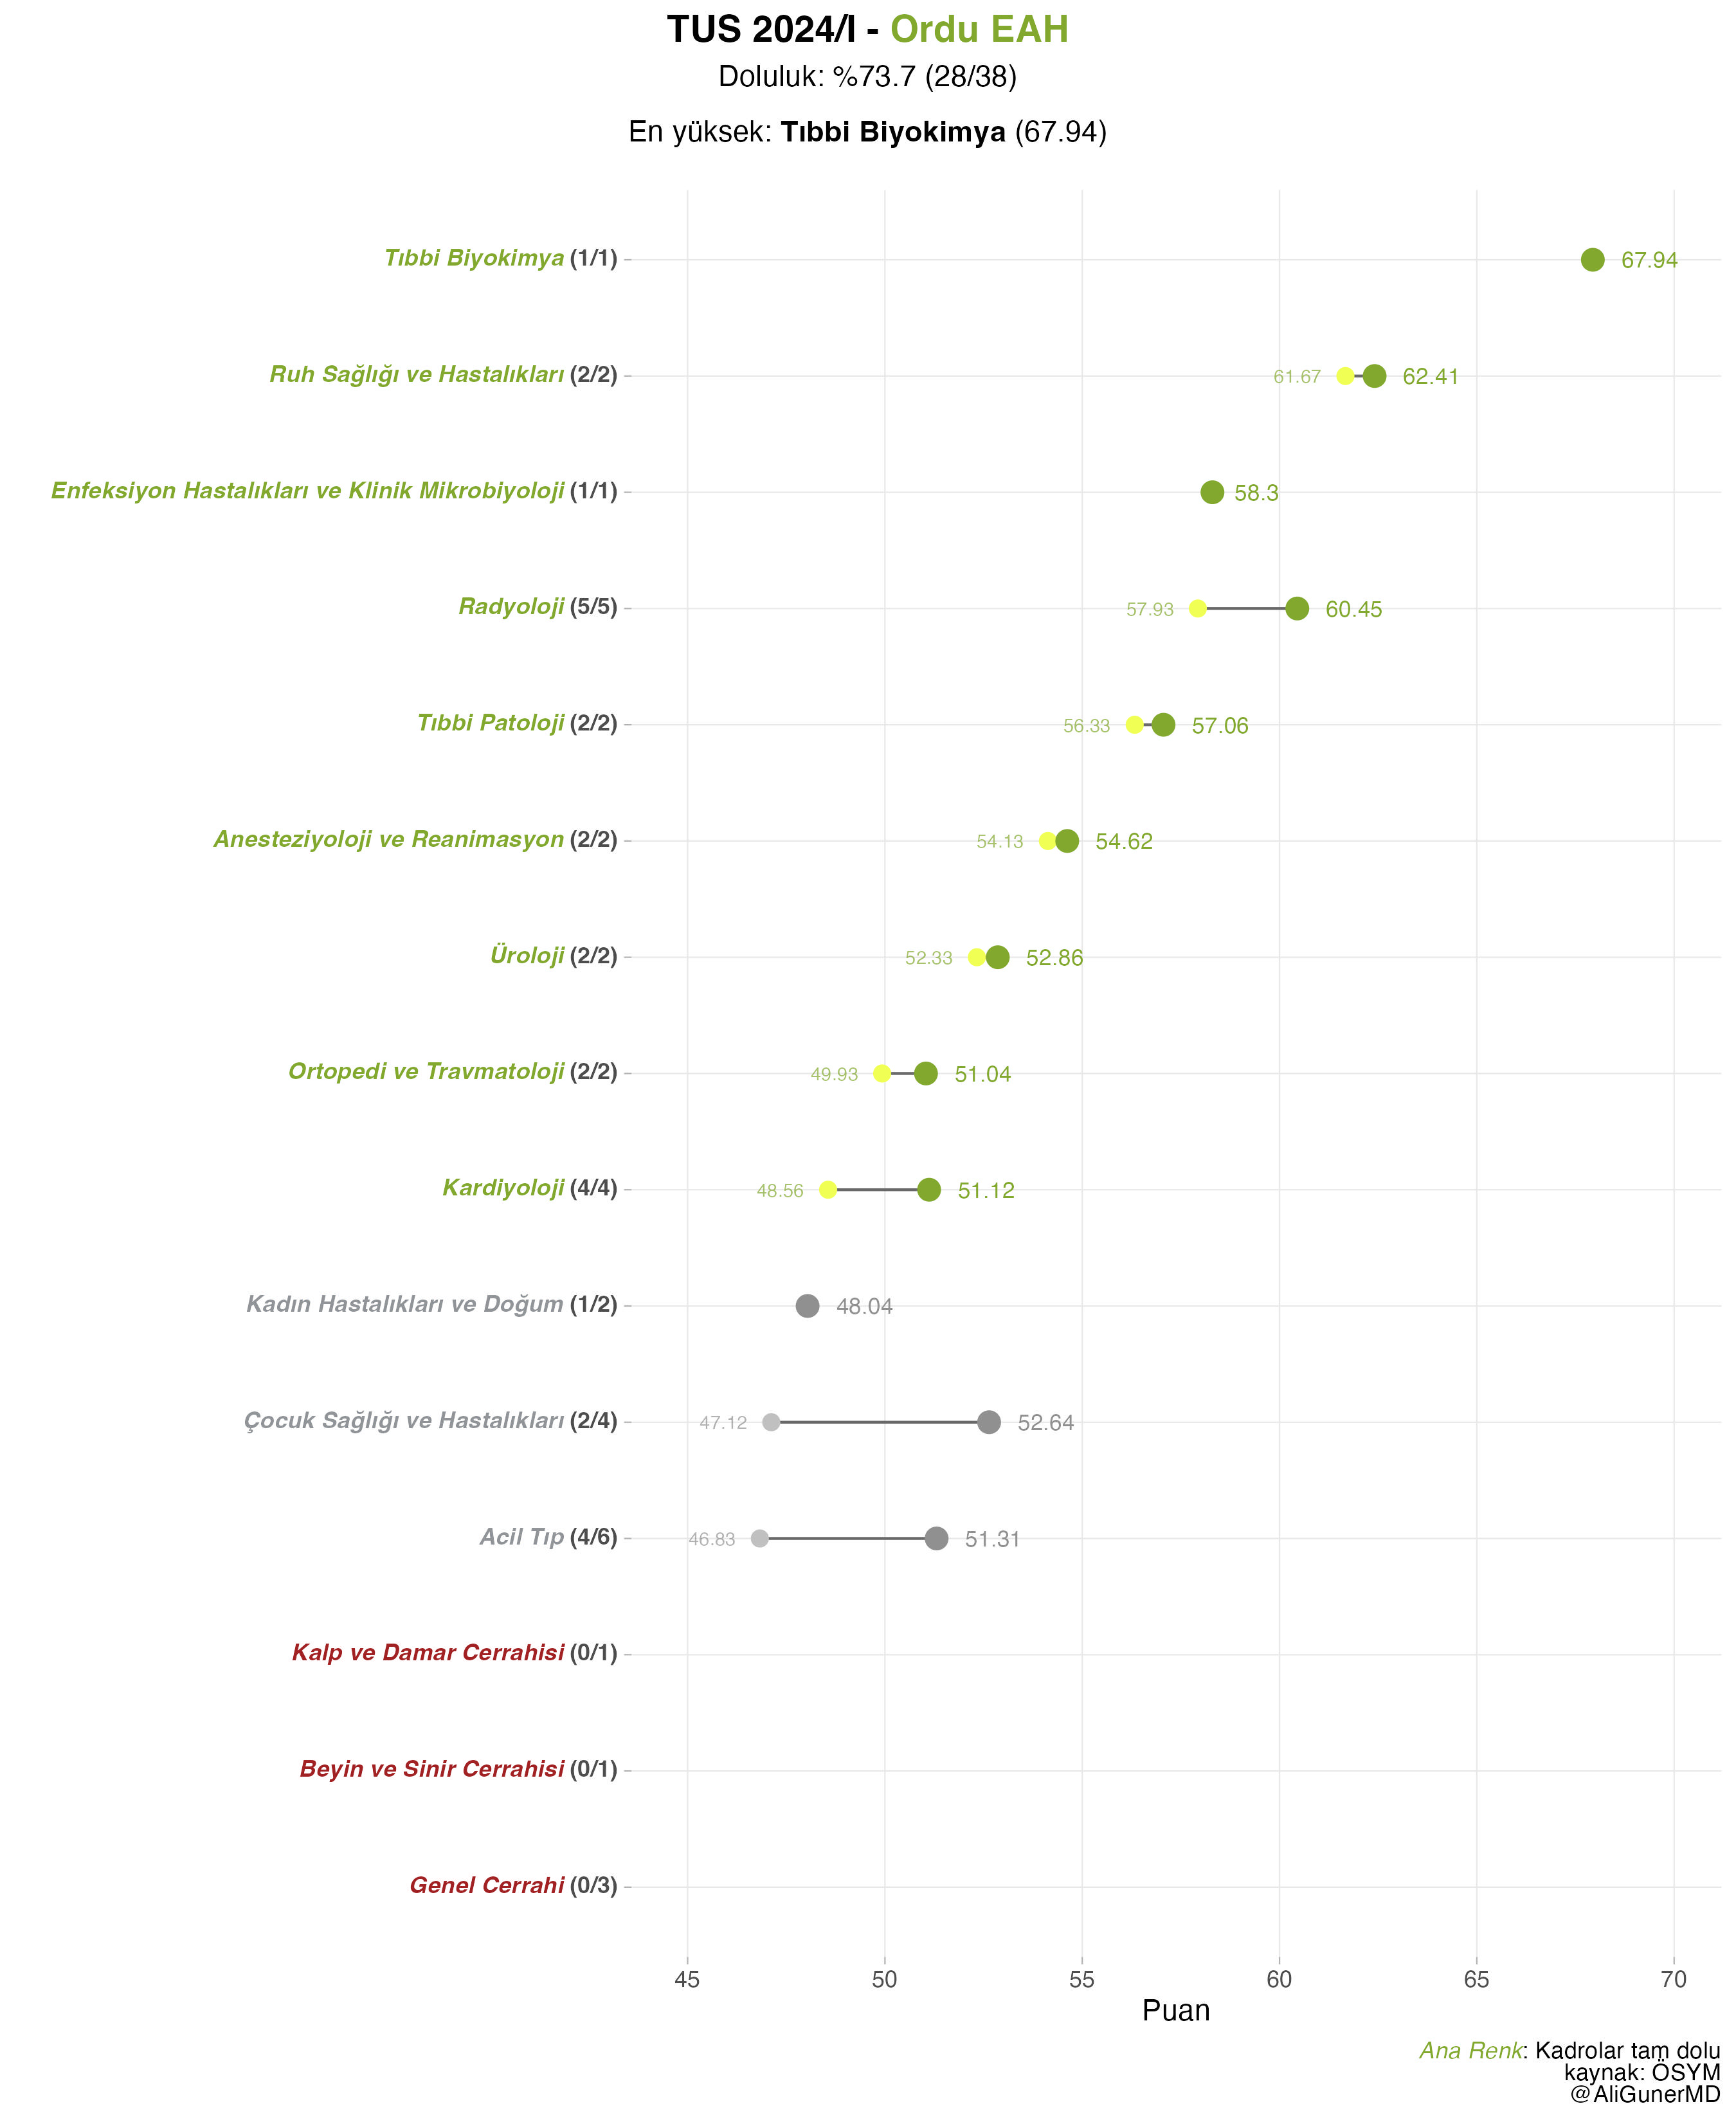 TUS 2024/I - Ordu EAH
Doluluk: %73.7 (28/38)
En yüksek: Tıbbi Biyokimya (67.94)
Tıbbi Biyokimya (1/1) 67.94
Ruh Sağlığı ve Hastalıkları (2/2) 61.67 62.41
Enfeksiyon Hastalıkları ve Klinik Mikrobiyoloji (1/1) 58.3
Radyoloji (5/5) 57.93 60.45
Tıbbi Patoloji (2/2) 56.33 57.06
Anesteziyoloji ve Reanimasyon (2/2) 54.13 54.62
Üroloji (2/2) 52.33 52.86
Ortopedi ve Travmatoloji (2/2) 49.93 51.04
Kardiyoloji (4/4) 48.56 51.12
Kadın Hastalıkları ve Doğum (1/2) 48.04
Çocuk Sağlığı ve Hastalıkları (2/4) 47.12 52.64
Acil Tıp (4/6) 46.83 51.31
Kalp ve Damar Cerrahisi (0/1)
Beyin ve Sinir Cerrahisi (0/1)
Genel Cerrahi (0/3)
45 50 55 60 65 70
Puan
Ana Renk: Kadrolar tam dolu
kaynak: ÖSYM
@AliGunerMD